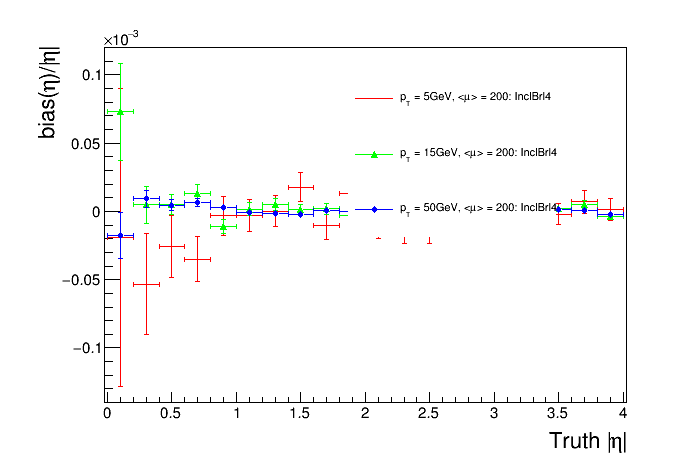 ×10⁻³
bias(η)/|η|
0.1
0.05
0
−0.05
−0.1
p_T = 5GeV, <μ> = 200: InclBrl4
p_T = 15GeV, <μ> = 200: InclBrl4
p_T = 50GeV, <μ> = 200: InclBrl4
0 0.5 1 1.5 2 2.5 3 3.5 4
Truth |η|